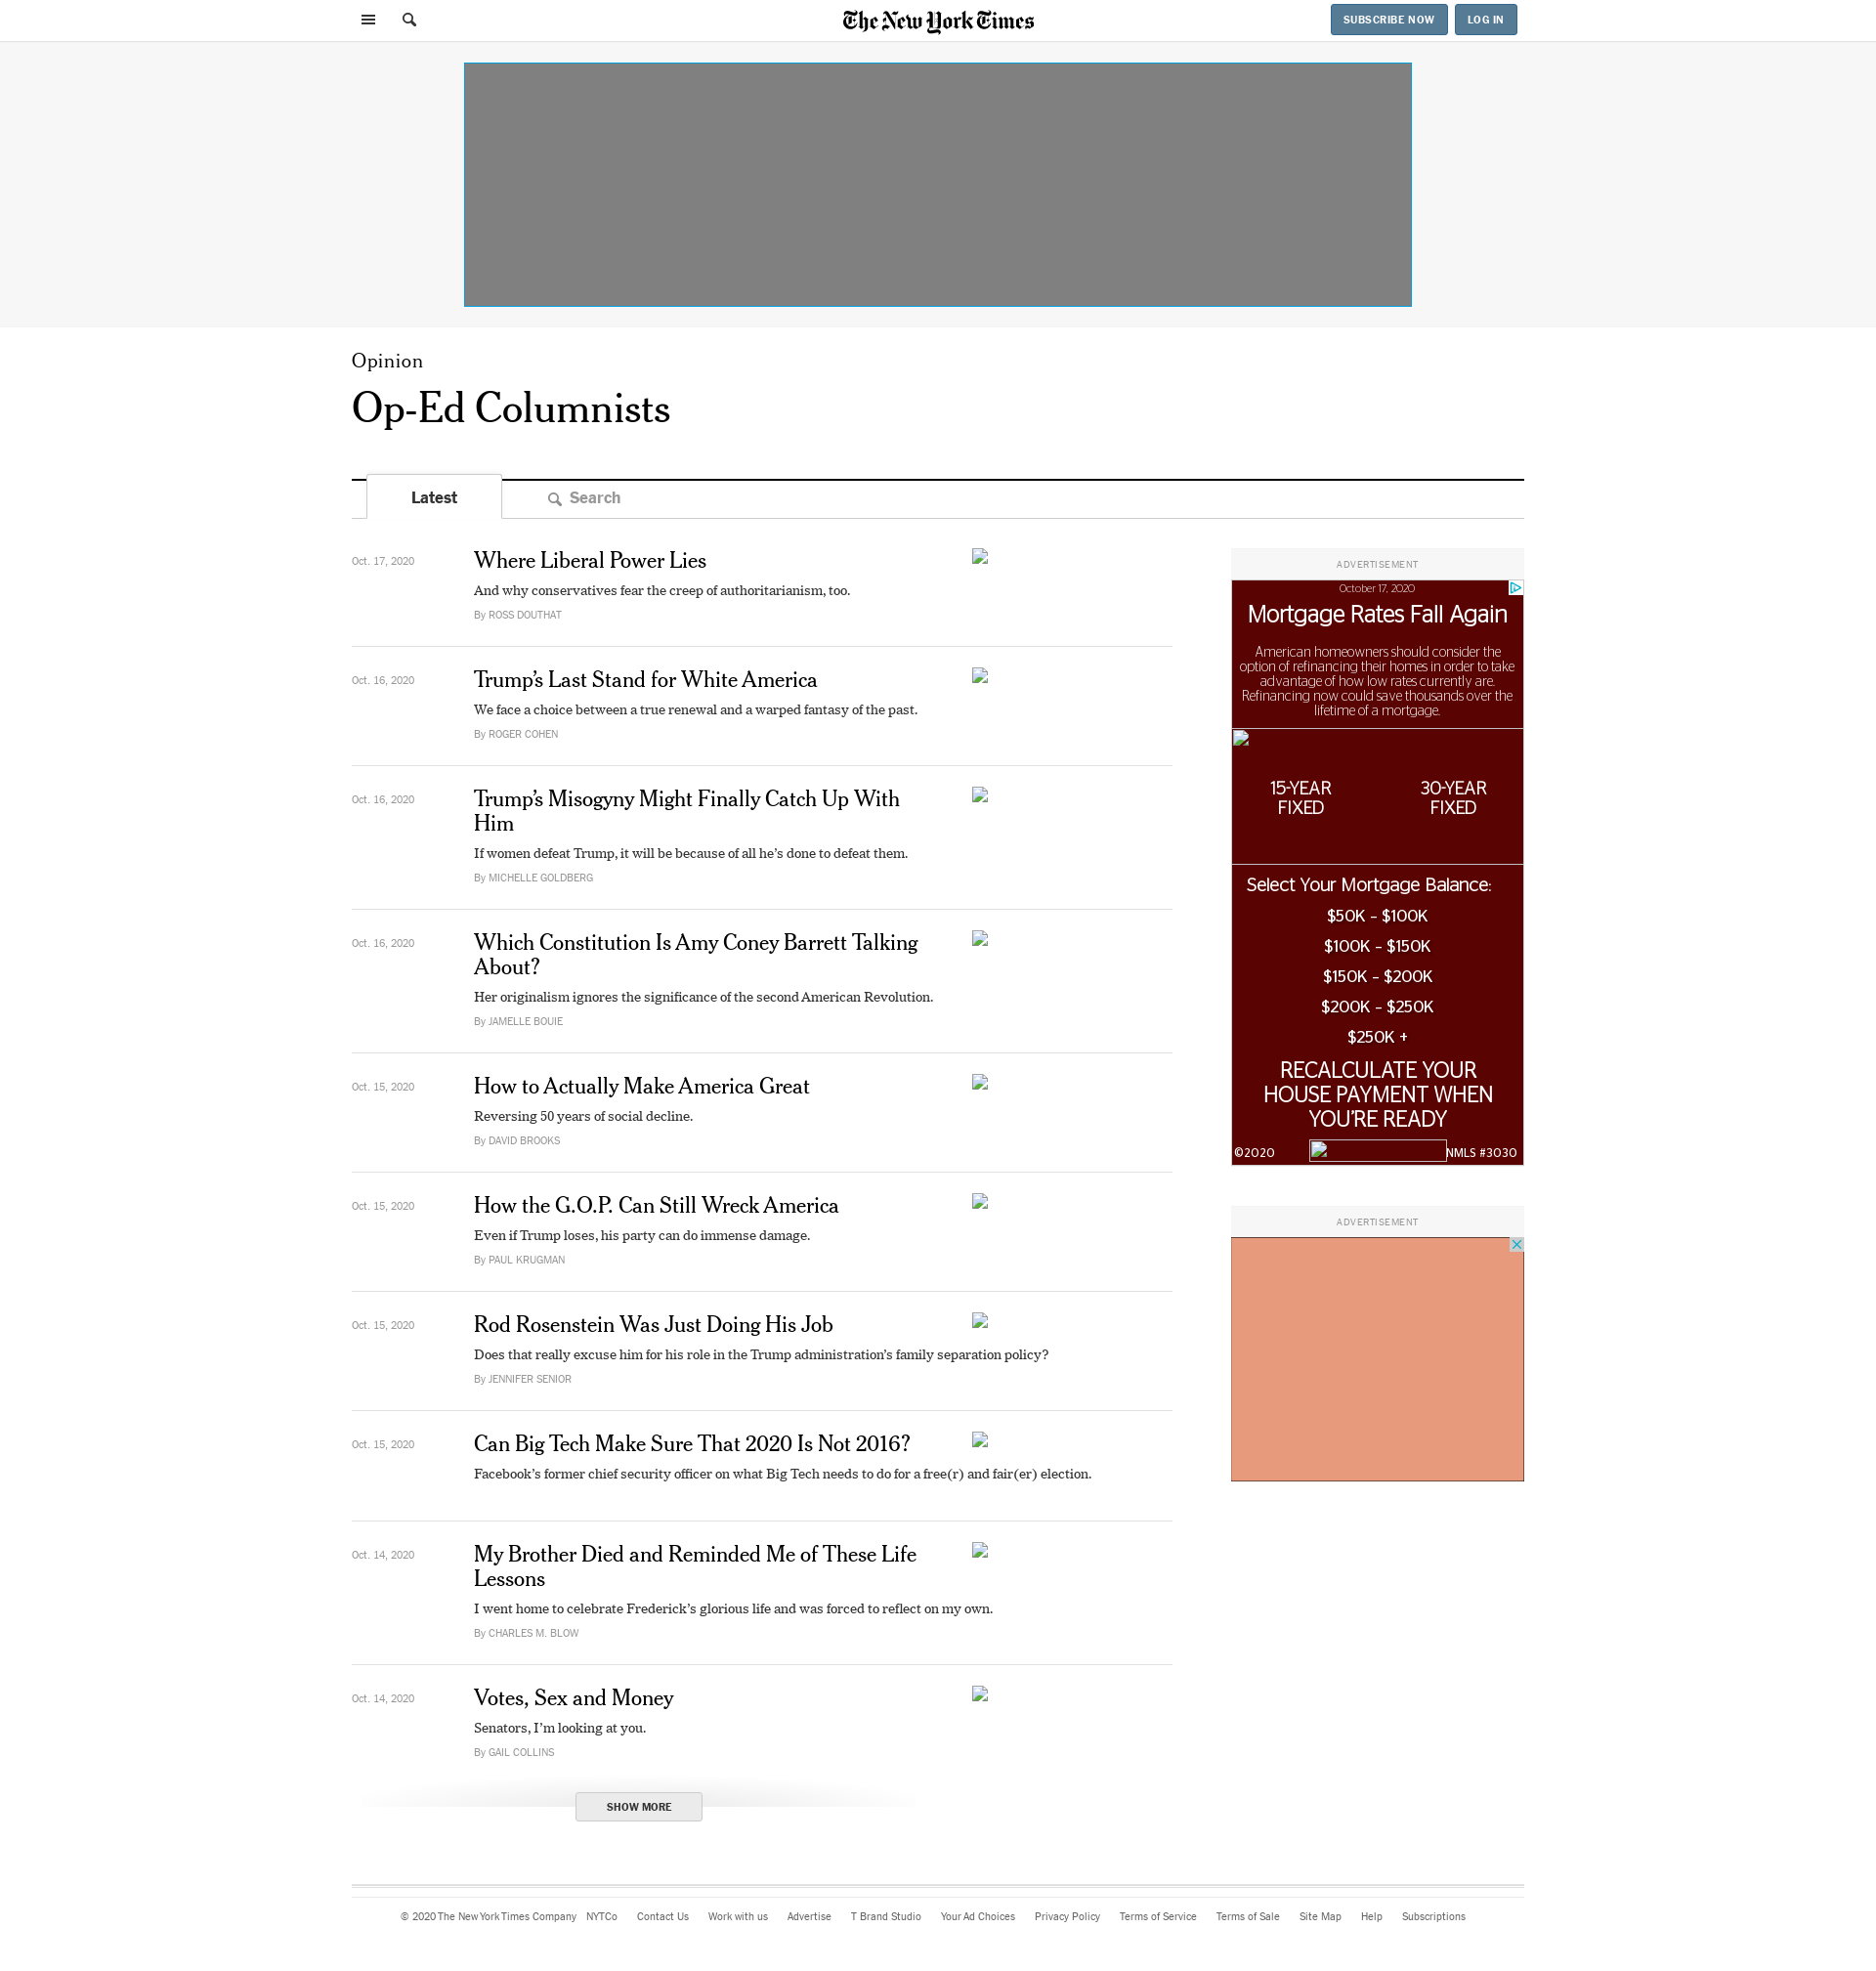 The New York Times
SUBSCRIBE NOW
LOG IN
Opinion
Op-Ed Columnists
Latest
Search
Oct. 17, 2020
Where Liberal Power Lies
And why conservatives fear the creep of authoritarianism, too.
By ROSS DOUTHAT
Oct. 16, 2020
Trump’s Last Stand for White America
We face a choice between a true renewal and a warped fantasy of the past.
By ROGER COHEN
Oct. 16, 2020
Trump’s Misogyny Might Finally Catch Up With
Him
If women defeat Trump, it will be because of all he’s done to defeat them.
By MICHELLE GOLDBERG
Oct. 16, 2020
Which Constitution Is Amy Coney Barrett Talking
About?
Her originalism ignores the significance of the second American Revolution.
By JAMELLE BOUIE
Oct. 15, 2020
How to Actually Make America Great
Reversing 50 years of social decline.
By DAVID BROOKS
Oct. 15, 2020
How the G.O.P. Can Still Wreck America
Even if Trump loses, his party can do immense damage.
By PAUL KRUGMAN
Oct. 15, 2020
Rod Rosenstein Was Just Doing His Job
Does that really excuse him for his role in the Trump administration’s family separation policy?
By JENNIFER SENIOR
Oct. 15, 2020
Can Big Tech Make Sure That 2020 Is Not 2016?
Facebook’s former chief security officer on what Big Tech needs to do for a free(r) and fair(er) election.
Oct. 14, 2020
My Brother Died and Reminded Me of These Life
Lessons
I went home to celebrate Frederick’s glorious life and was forced to reflect on my own.
By CHARLES M. BLOW
Oct. 14, 2020
Votes, Sex and Money
Senators, I’m looking at you.
By GAIL COLLINS
SHOW MORE
ADVERTISEMENT
October 17, 2020
Mortgage Rates Fall Again
American homeowners should consider the
option of refinancing their homes in order to take
advantage of how low rates currently are.
Refinancing now could save thousands over the
lifetime of a mortgage.
15-YEAR
FIXED
30-YEAR
FIXED
Select Your Mortgage Balance:
$50K - $100K
$100K - $150K
$150K - $200K
$200K - $250K
$250K +
RECALCULATE YOUR
HOUSE PAYMENT WHEN
YOU’RE READY
©2020
NMLS #3030
ADVERTISEMENT
© 2020 The New York Times Company NYTCo Contact Us Work with us Advertise T Brand Studio Your Ad Choices Privacy Policy Terms of Service Terms of Sale Site Map Help Subscriptions